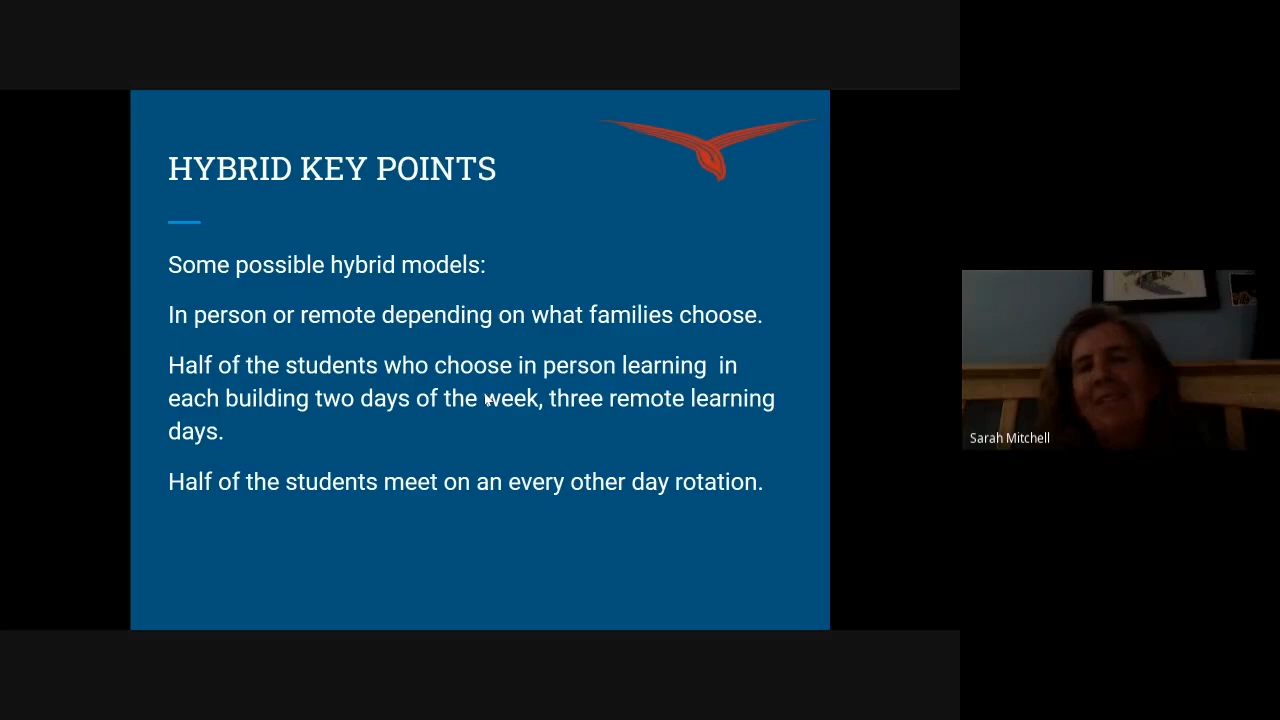 HYBRID KEY POINTS
Some possible hybrid models:
In person or remote depending on what families choose.
Half of the students who choose in person learning  in
each building two days of the week, three remote learning
days.
Half of the students meet on an every other day rotation.
Sarah Mitchell